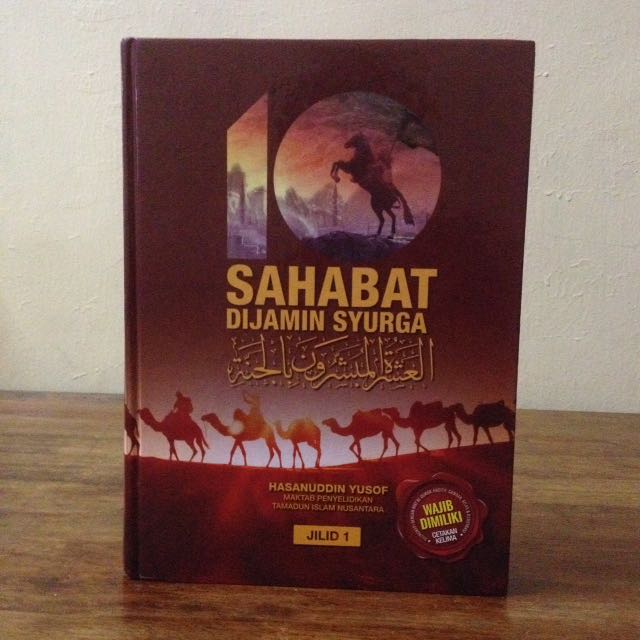 10
SAHABAT
DIJAMIN SYURGA
العشرة المبشرون بالجنة
HASANUDDIN YUSOF
MAKTAB PENYELIDIKAN
TAMADUN ISLAM NUSANTARA
JILID 1
WAJIB
DIMILIKI
CETAKAN
KELIMA